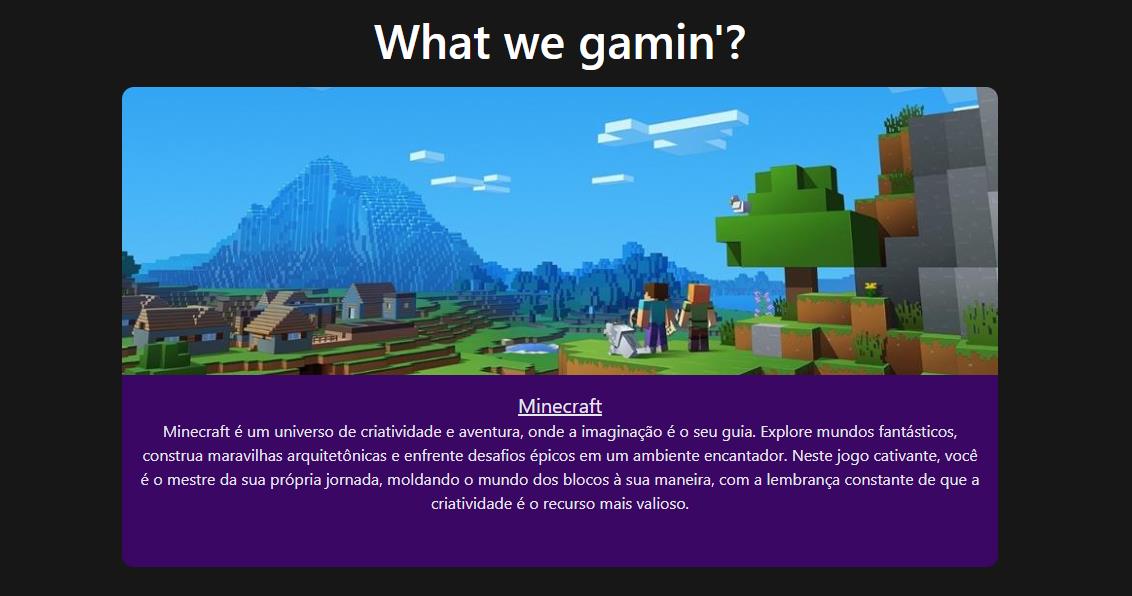 What we gamin'?
Minecraft
Minecraft é um universo de criatividade e aventura, onde a imaginação é o seu guia. Explore mundos fantásticos,
construa maravilhas arquitetônicas e enfrente desafios épicos em um ambiente encantador. Neste jogo cativante, você
é o mestre da sua própria jornada, moldando o mundo dos blocos à sua maneira, com a lembrança constante de que a
criatividade é o recurso mais valioso.